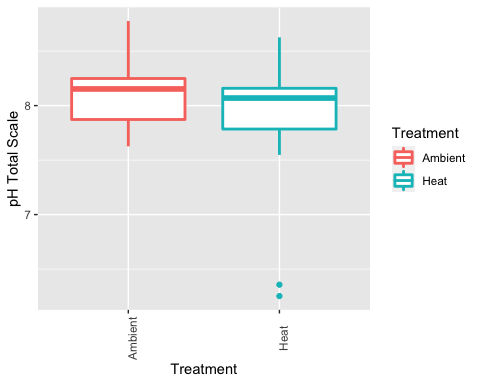 pH Total Scale
8
7
Ambient
Heat
Treatment
Treatment
Ambient
Heat